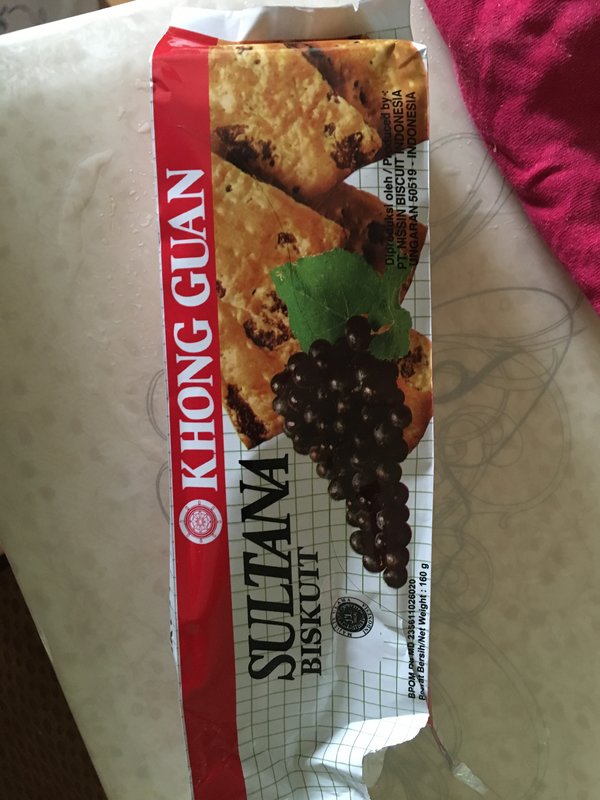 KHONG GUAN
SULTANA
BISKUIT
Diproduksi oleh / Produced by :
PT. NISSIN BISCUIT INDONESIA
UNGARAN 50519 - INDONESIA
BPOM RI MD 235611026020
Berat Bersih/Net Weight : 160 g